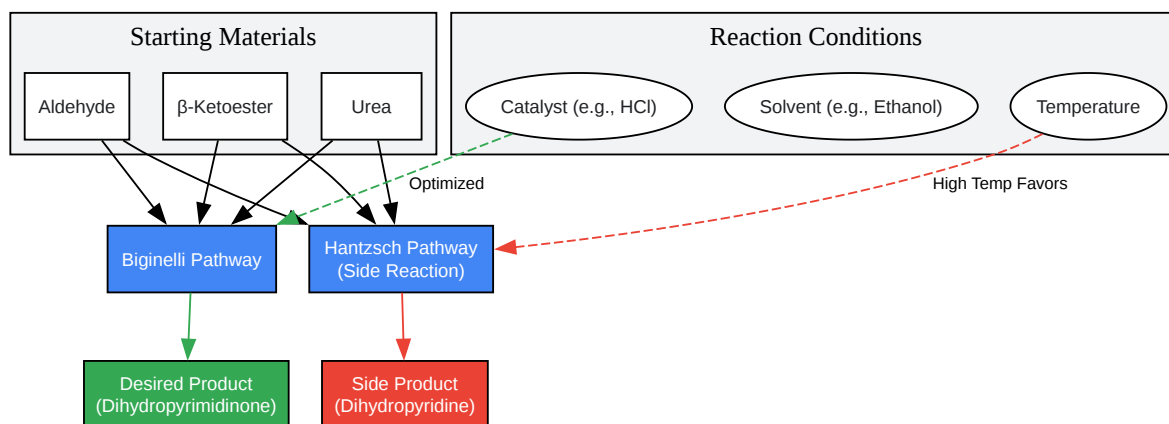 Starting Materials
Reaction Conditions
Aldehyde
β-Ketoester
Urea
Catalyst (e.g., HCl)
Solvent (e.g., Ethanol)
Temperature
Optimized
High Temp Favors
Biginelli Pathway
Hantzsch Pathway
(Side Reaction)
Desired Product
(Dihydropyrimidinone)
Side Product
(Dihydropyridine)